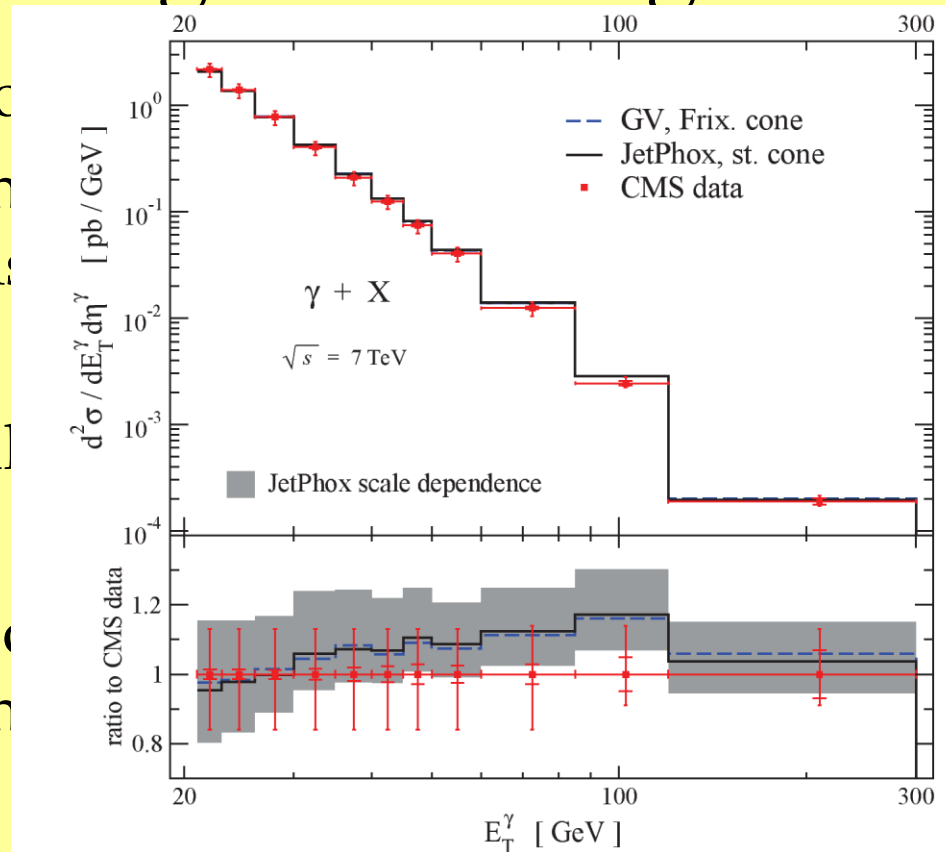 20 100 300
10^0
10^-1
10^-2
10^-3
10^-4
d^2 σ / dE_T^γ dη^γ [ pb / GeV ]
GV, Frix. cone
JetPhox, st. cone
CMS data
γ + X
√s = 7 TeV
JetPhox scale dependence
1.2
1
0.8
ratio to CMS data
20 100 300
E_T^γ [ GeV ]